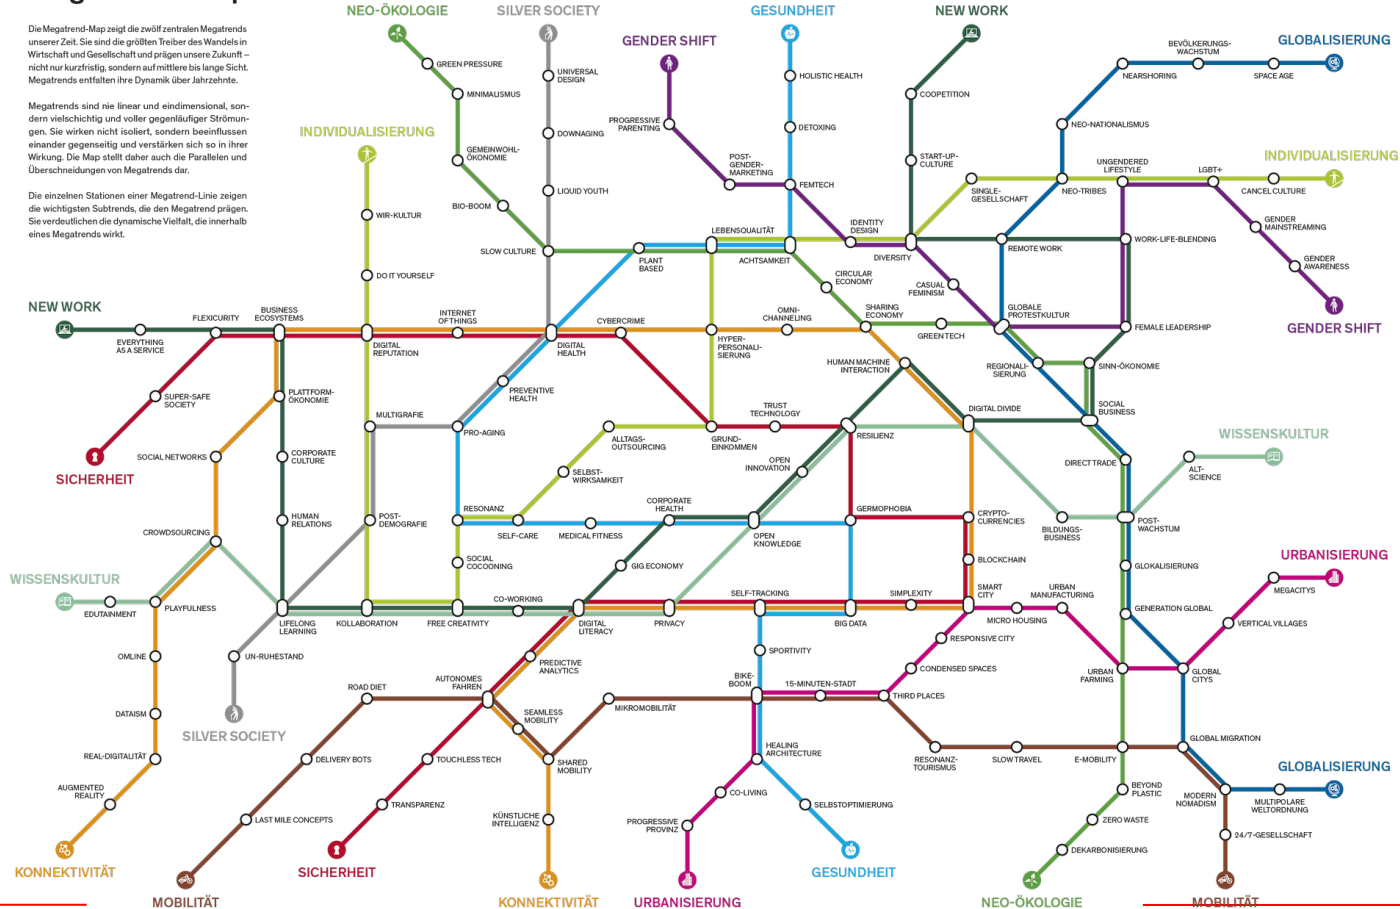 Die Megatrend-Map zeigt die zwölf zentralen Megatrends
unserer Zeit. Sie sind die größten Treiber des Wandels in
Wirtschaft und Gesellschaft und prägen unsere Zukunft –
nicht nur kurzfristig, sondern auf mittlere bis lange Sicht.
Megatrends entfalten ihre Dynamik über Jahrzehnte.
Megatrends sind nie linear und eindimensional, son-
dern vielschichtig und voller gegenläufiger Strömun-
gen. Sie wirken nicht isoliert, sondern beeinflussen
einander gegenseitig und verstärken sich so in ihrer
Wirkung. Die Map stellt daher auch die Parallelen und
Überschneidungen von Megatrends dar.
Die einzelnen Stationen einer Megatrend-Linie zeigen
die wichtigsten Subtrends, die den Megatrend prägen.
Sie verdeutlichen die dynamische Vielfalt, die innerhalb
eines Megatrends wirkt.
NEO-ÖKOLOGIE
SILVER SOCIETY
GESUNDHEIT
NEW WORK
GENDER SHIFT
GLOBALISIERUNG
BEVÖLKERUNGS-
WACHSTUM
NEARSHORING
SPACE AGE
GREEN PRESSURE
UNIVERSAL
DESIGN
HOLISTIC HEALTH
MINIMALISMUS
COOPETITION
INDIVIDUALISIERUNG
DOWNAGING
PROGRESSIVE
PARENTING
DETOXING
NEO-NATIONALISMUS
GEMEINWOHL-
ÖKONOMIE
POST-
GENDER-
MARKETING
START-UP-
CULTURE
UNGENDERED
LIFESTYLE
LGBT+
INDIVIDUALISIERUNG
LIQUID YOUTH
FEMTECH
SINGLE-
GESELLSCHAFT
NEO-TRIBES
CANCEL CULTURE
WIR-KULTUR
BIO-BOOM
LEBENSQUALITÄT
IDENTITY
DESIGN
GENDER
MAINSTREAMING
SLOW CULTURE
PLANT
BASED
ACHTSAMKEIT
DIVERSITY
REMOTE WORK
WORK-LIFE-BLENDING
DO IT YOURSELF
CIRCULAR
ECONOMY
CASUAL
FEMINISM
GENDER
AWARENESS
NEW WORK
FLEXICURITY
BUSINESS
ECOSYSTEMS
INTERNET
OF THINGS
CYBERCRIME
OMNI-
CHANNELING
SHARING
ECONOMY
GLOBALE
PROTESTKULTUR
GENDER SHIFT
EVERYTHING
AS A SERVICE
DIGITAL
REPUTATION
DIGITAL
HEALTH
HYPER-
PERSONALI-
SIERUNG
GREEN TECH
FEMALE LEADERSHIP
HUMAN MACHINE
INTERACTION
REGIONALI-
SIERUNG
SINN-ÖKONOMIE
SUPER-SAFE
SOCIETY
PLATTFORM-
ÖKONOMIE
PREVENTIVE
HEALTH
MULTIGRAFIE
TRUST
TECHNOLOGY
DIGITAL DIVIDE
SOCIAL
BUSINESS
PRO-AGING
ALLTAGS-
OUTSOURCING
GRUND-
EINKOMMEN
RESILIENZ
WISSENSKULTUR
SICHERHEIT
SOCIAL NETWORKS
CORPORATE
CULTURE
SELBST-
WIRKSAMKEIT
OPEN
INNOVATION
DIRECT TRADE
ALT-
SCIENCE
CROWDSOURCING
HUMAN
RELATIONS
POST-
DEMOGRAFIE
RESONANZ
CORPORATE
HEALTH
GERMOPHOBIA
CRYPTO-
CURRENCIES
SELF-CARE
MEDICAL FITNESS
OPEN
KNOWLEDGE
BILDUNGS-
BUSINESS
POST-
WACHSTUM
WISSENSKULTUR
SOCIAL
COCOONING
GIG ECONOMY
BLOCKCHAIN
GLOKALISIERUNG
URBANISIERUNG
EDUTAINMENT
PLAYFULNESS
CO-WORKING
SELF-TRACKING
SIMPLEXITY
SMART
CITY
URBAN
MANUFACTURING
MEGACITYS
LIFELONG
LEARNING
KOLLABORATION
FREE CREATIVITY
DIGITAL
LITERACY
PRIVACY
BIG DATA
MICRO HOUSING
GENERATION GLOBAL
VERTICAL VILLAGES
OMLINE
UN-RUHESTAND
PREDICTIVE
ANALYTICS
SPORTIVITY
RESPONSIVE CITY
CONDENSED SPACES
URBAN
FARMING
GLOBAL
CITYS
ROAD DIET
AUTONOMES
FAHREN
BIKE-
BOOM
15-MINUTEN-STADT
THIRD PLACES
DATAISM
SILVER SOCIETY
SEAMLESS
MOBILITY
MIKROMOBILITÄT
REAL-DIGITALITÄT
DELIVERY BOTS
TOUCHLESS TECH
SHARED
MOBILITY
HEALING
ARCHITECTURE
RESONANZ-
TOURISMUS
SLOW TRAVEL
E-MOBILITY
GLOBAL MIGRATION
GLOBALISIERUNG
AUGMENTED
REALITY
LAST MILE CONCEPTS
TRANSPARENZ
KÜNSTLICHE
INTELLIGENZ
CO-LIVING
SELBSTOPTIMIERUNG
BEYOND
PLASTIC
MODERN
NOMADISM
MULTIPOLARE
WELTORDNUNG
PROGRESSIVE
PROVINZ
ZERO WASTE
24/7-GESELLSCHAFT
DEKARBONISIERUNG
KONNEKTIVITÄT
SICHERHEIT
GESUNDHEIT
MOBILITÄT
KONNEKTIVITÄT
URBANISIERUNG
NEO-ÖKOLOGIE
MOBILITÄT